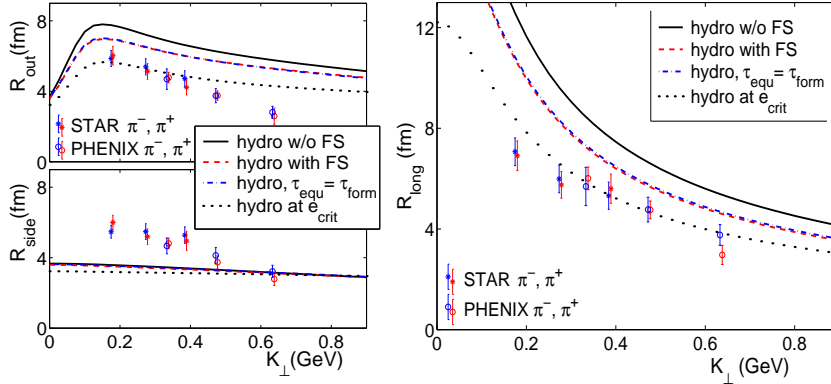 8
4
0
R_out (fm)
STAR π⁻, π⁺
PHENIX π⁻, π⁺
hydro w/o FS
hydro with FS
hydro, τ_equ = τ_form
hydro at e_crit
8
4
0
R_side (fm)
0 0.2 0.4 0.6 0.8
K_⊥ (GeV)
12
8
4
0
R_long (fm)
hydro w/o FS
hydro with FS
hydro, τ_equ = τ_form
hydro at e_crit
STAR π⁻, π⁺
PHENIX π⁻, π⁺
0 0.2 0.4 0.6 0.8
K_⊥ (GeV)